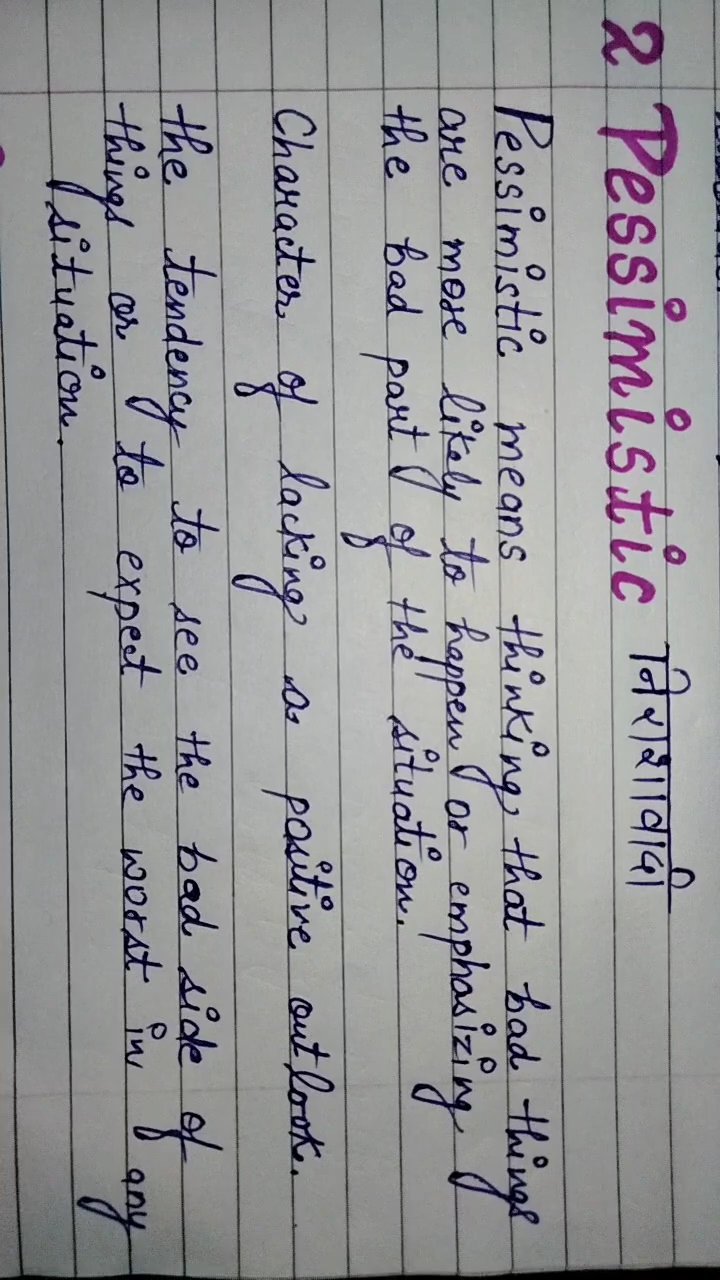 2 Pessimistic निराशावादी
Pessimistic means thinking that bad things
are more likely to happen or emphasizing
the bad part of the situation.
Character of lacking a positive outlook.
the tendency to see the bad side of
things or to expect the worst in any
situation.